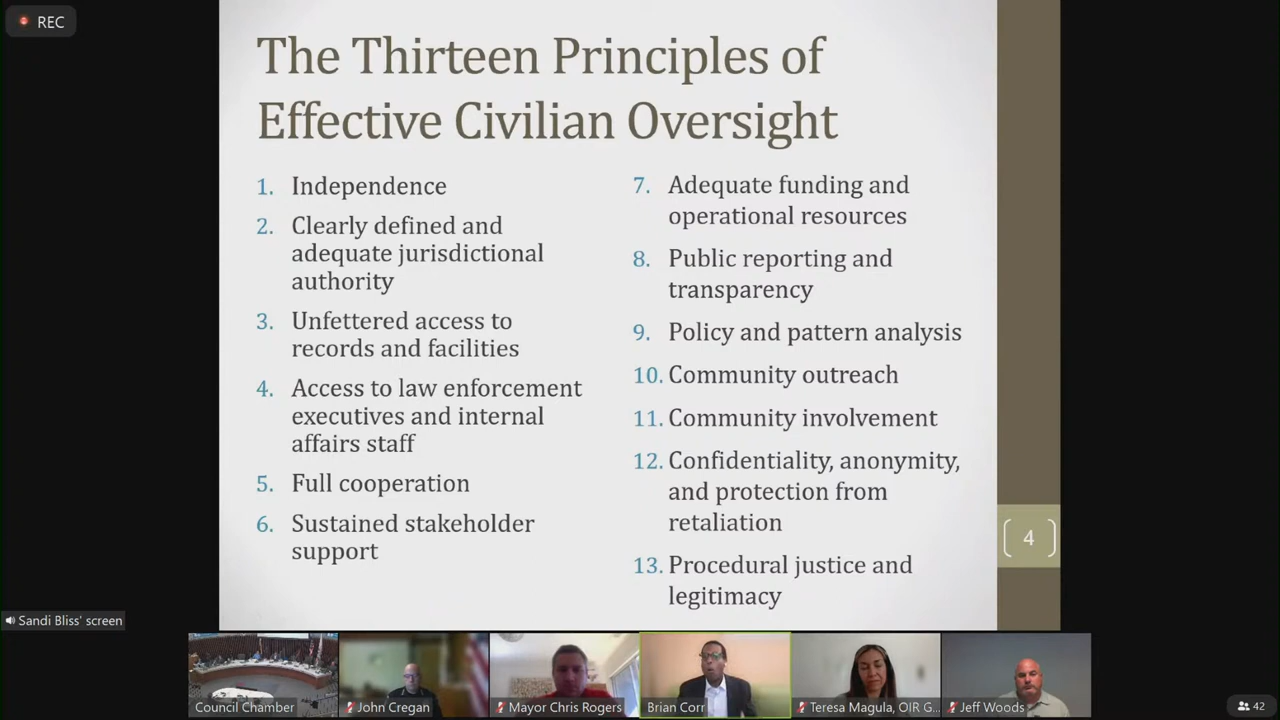 REC
The Thirteen Principles of
Effective Civilian Oversight
1. Independence
2. Clearly defined and
adequate jurisdictional
authority
3. Unfettered access to
records and facilities
4. Access to law enforcement
executives and internal
affairs staff
5. Full cooperation
6. Sustained stakeholder
support
7. Adequate funding and
operational resources
8. Public reporting and
transparency
9. Policy and pattern analysis
10. Community outreach
11. Community involvement
12. Confidentiality, anonymity,
and protection from
retaliation
13. Procedural justice and
legitimacy
4
Sandi Bliss' screen
Council Chamber
John Cregan
Mayor Chris Rogers
Brian Corr
Teresa Magula, OIR G...
Jeff Woods
42